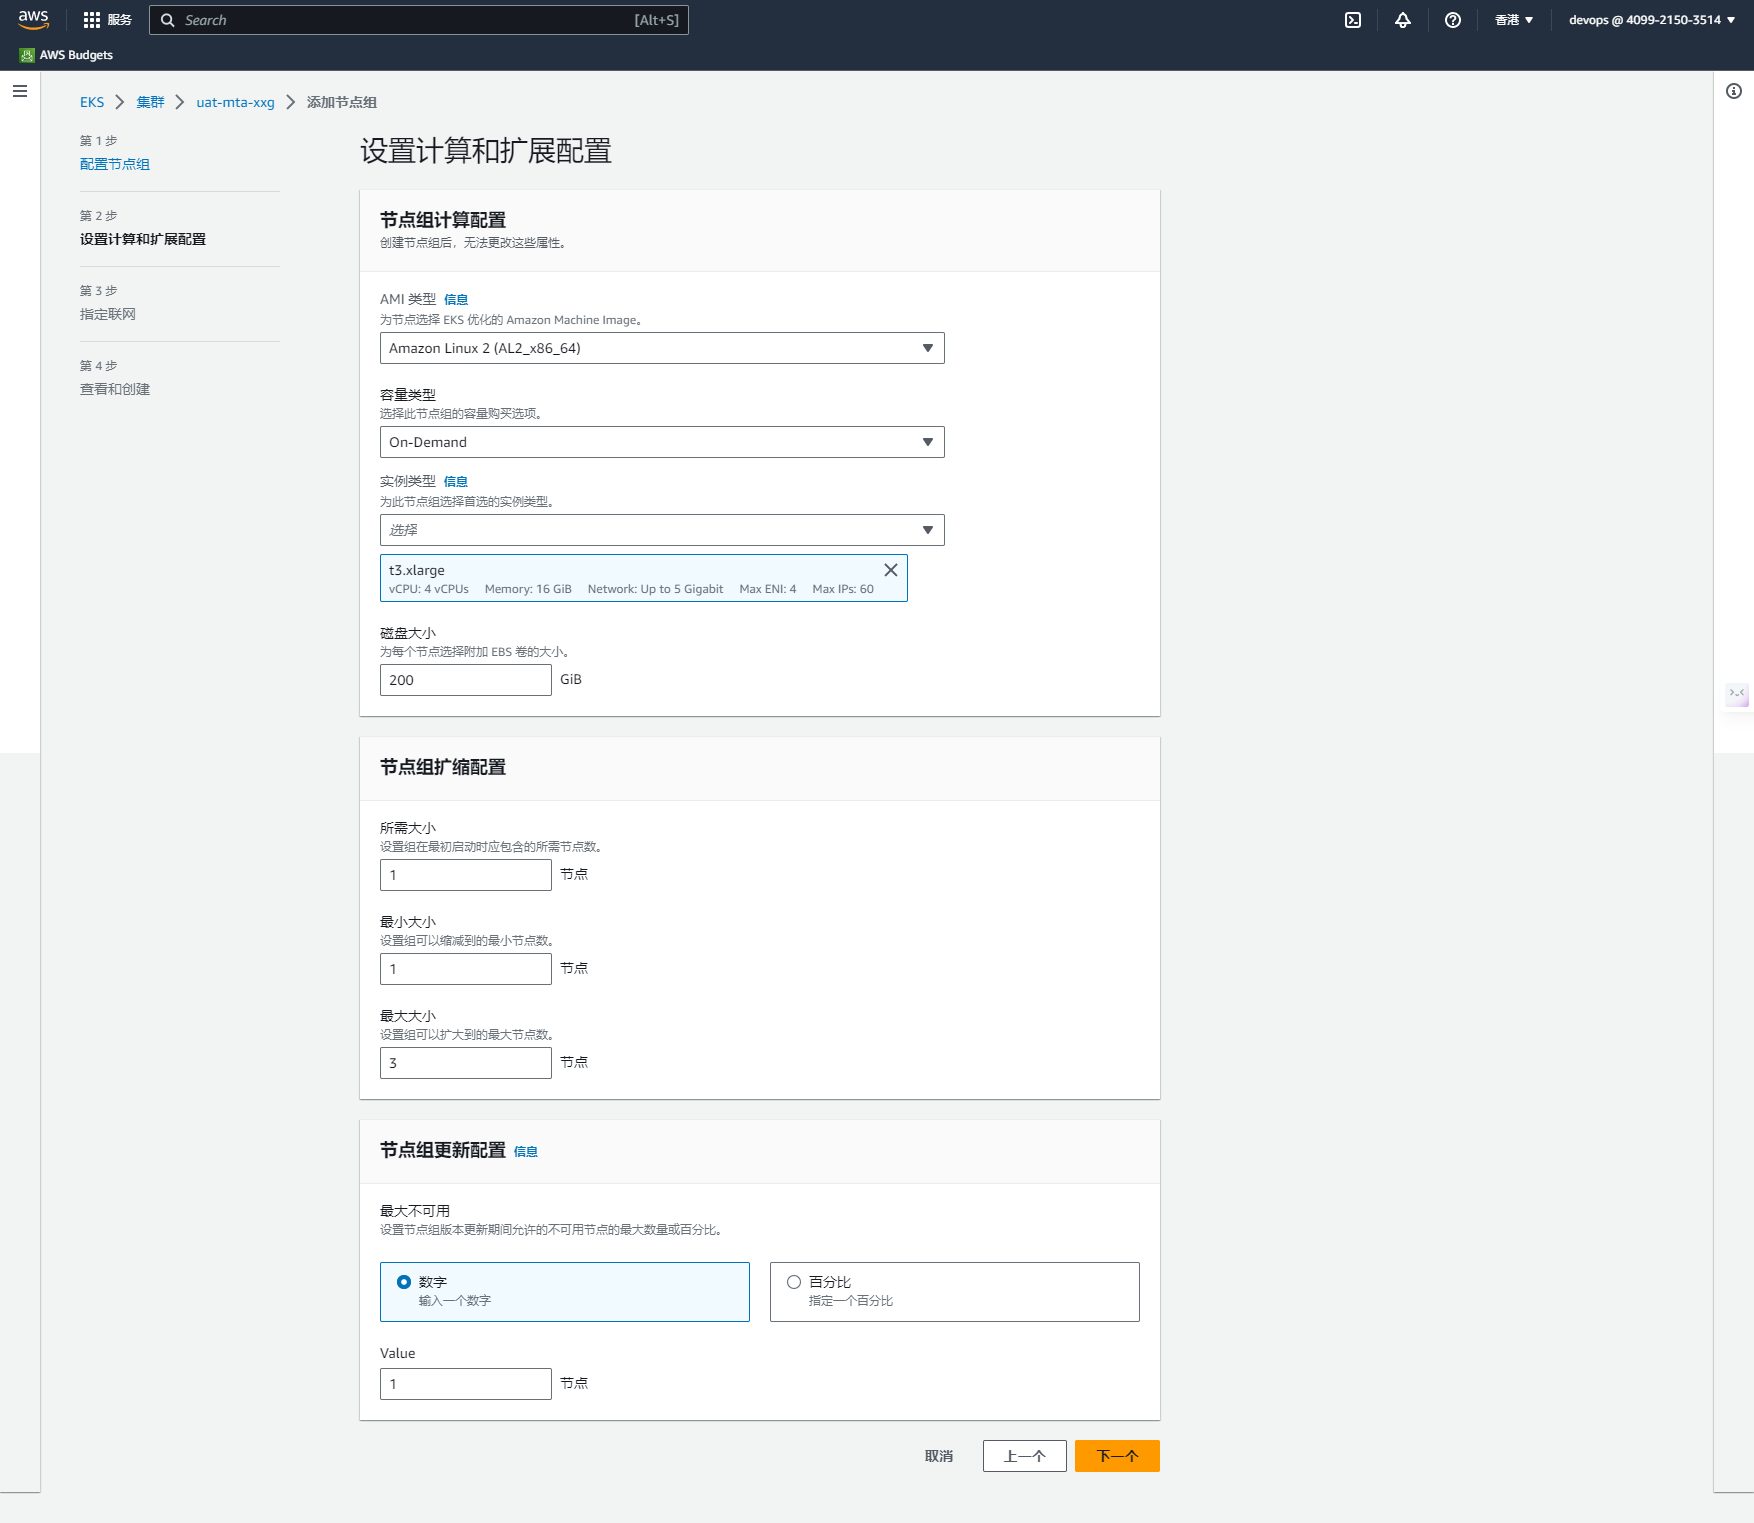 aws
服务
Search
[Alt+S]
香港
devops @ 4099-2150-3514
AWS Budgets
EKS
集群
uat-mta-xxg
添加节点组
第 1 步
配置节点组
第 2 步
设置计算和扩展配置
第 3 步
指定联网
第 4 步
查看和创建
设置计算和扩展配置
节点组计算配置
创建节点组后，无法更改这些属性。
AMI 类型 信息
为节点选择 EKS 优化的 Amazon Machine Image。
Amazon Linux 2 (AL2_x86_64)
容量类型
选择此节点组的容量购买选项。
On-Demand
实例类型 信息
为此节点组选择首选的实例类型。
选择
t3.xlarge
vCPU: 4 vCPUs Memory: 16 GiB Network: Up to 5 Gigabit Max ENI: 4 Max IPs: 60
磁盘大小
为每个节点选择附加 EBS 卷的大小。
200 GiB
节点组扩缩配置
所需大小
设置组在最初启动时应包含的所需节点数。
1 节点
最小大小
设置组可以缩减到的最小节点数。
1 节点
最大大小
设置组可以扩大到的最大节点数。
3 节点
节点组更新配置 信息
最大不可用
设置节点组版本更新期间允许的不可用节点的最大数量或百分比。
数字
输入一个数字
百分比
指定一个百分比
Value
1 节点
取消
上一个
下一个